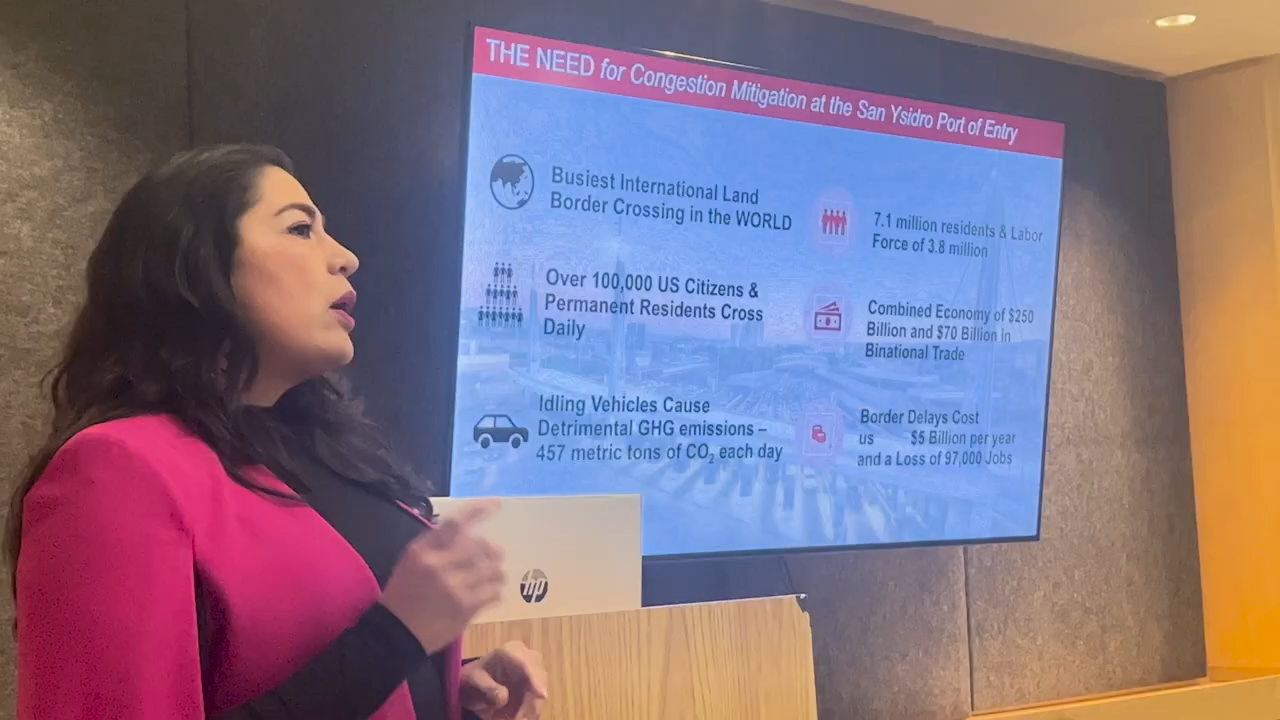 THE NEED for Congestion Mitigation at the San Ysidro Port of Entry
Busiest International Land
Border Crossing in the WORLD
Over 100,000 US Citizens &
Permanent Residents Cross
Daily
Idling Vehicles Cause
Detrimental GHG emissions –
457 metric tons of CO₂ each day
7.1 million residents & Labor
Force of 3.8 million
Combined Economy of $250
Billion and $70 Billion in
Binational Trade
Border Delays Cost
us $5 Billion per year
and a Loss of 97,000 Jobs
hp